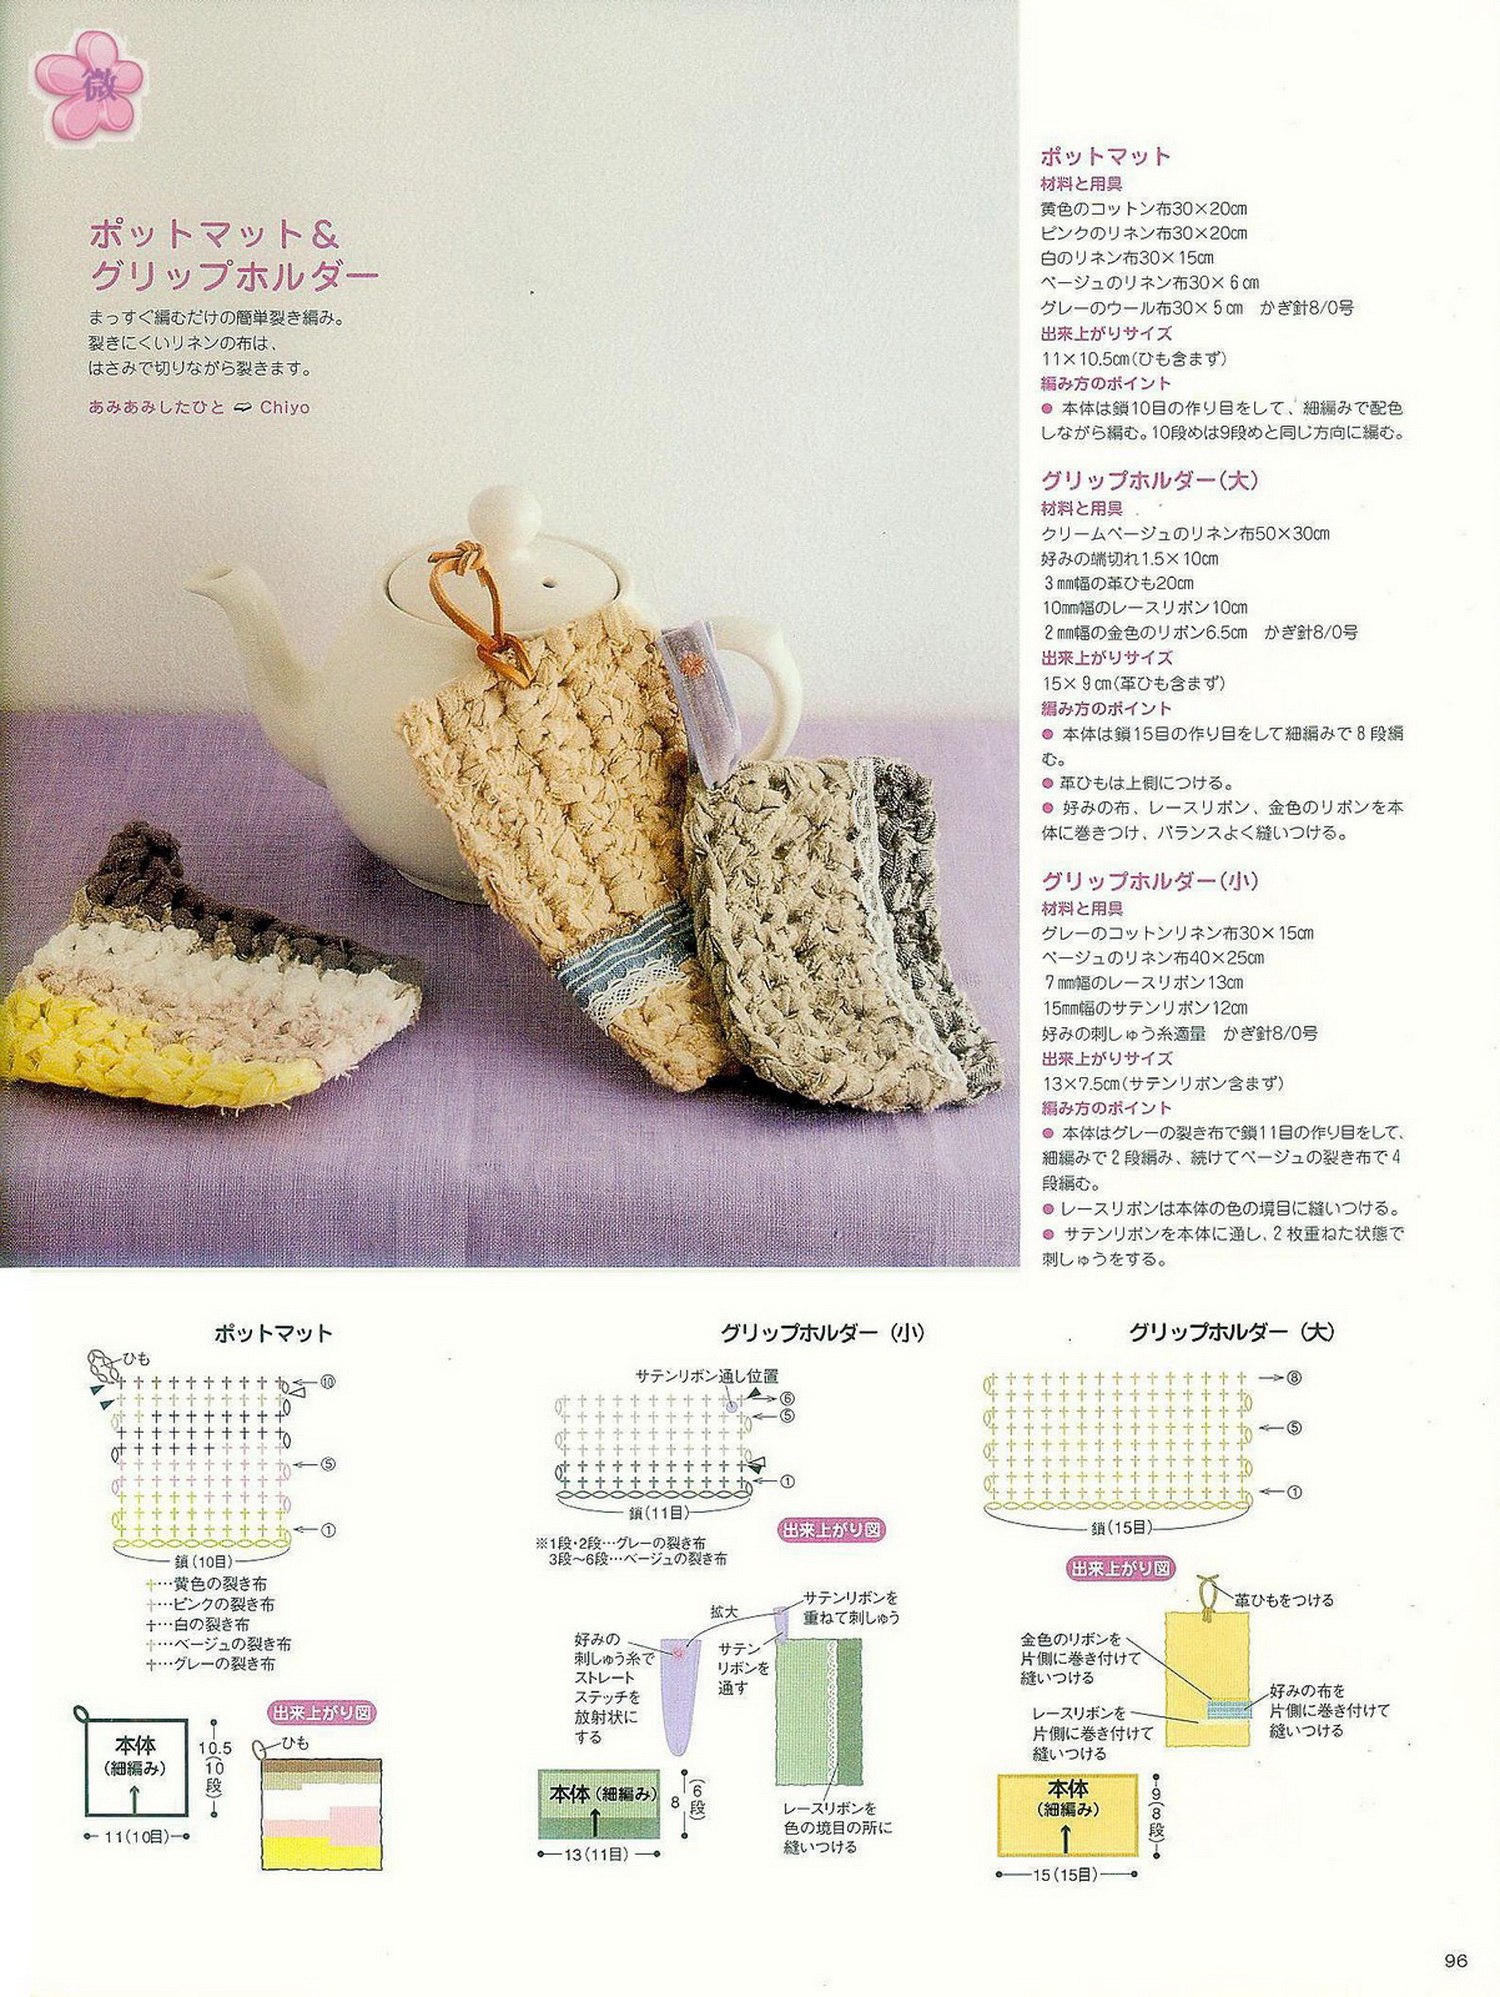 微
ポットマット&
グリップホルダー
まっすぐ編むだけの簡単裂き編み。
裂きにくいリネンの布は、
はさみで切りながら裂きます。
あみあみしたひと Chiyo
ポットマット
材料と用具
黄色のコットン布30×20cm
ピンクのリネン布30×20cm
白のリネン布30×15cm
ベージュのリネン布30×6cm
グレーのウール布30×5cm かぎ針8/0号
出来上がりサイズ
11×10.5cm(ひも含まず)
編み方のポイント
● 本体は鎖10目の作り目をして、細編みで配色
しながら編む。10段めは9段めと同じ方向に編む。
グリップホルダー(大)
材料と用具
クリームベージュのリネン布50×30cm
好みの端切れ1.5×10cm
3mm幅の革ひも20cm
10mm幅のレースリボン10cm
2mm幅の金色のリボン6.5cm かぎ針8/0号
出来上がりサイズ
15×9cm(革ひも含まず)
編み方のポイント
● 本体は鎖15目の作り目をして細編みで8段編
む。
● 革ひもは上側につける。
● 好みの布、レースリボン、金色のリボンを本
体に巻きつけ、バランスよく縫いつける。
グリップホルダー(小)
材料と用具
グレーのコットンリネン布30×15cm
ベージュのリネン布40×25cm
7mm幅のレースリボン13cm
15mm幅のサテンリボン12cm
好みの刺しゅう糸適量 かぎ針8/0号
出来上がりサイズ
13×7.5cm(サテンリボン含まず)
編み方のポイント
● 本体はグレーの裂き布で鎖11目の作り目をして、
細編みで2段編み、続けてベージュの裂き布で4
段編む。
● レースリボンは本体の色の境目に縫いつける。
● サテンリボンを本体に通し、2枚重ねた状態で
刺しゅうをする。
ポットマット
ひも
⑩
⑤
①
鎖(10目)
…黄色の裂き布
…ピンクの裂き布
…白の裂き布
…ベージュの裂き布
…グレーの裂き布
本体
(細編み)
10.5
(10段)
11(10目)
出来上がり図
ひも
グリップホルダー(小)
サテンリボン通し位置
⑥
⑤
①
鎖(11目)
※1段・2段…グレーの裂き布
3段〜6段…ベージュの裂き布
出来上がり図
拡大
サテンリボンを
重ねて刺しゅう
好みの
刺しゅう糸で
ストレート
ステッチを
放射状に
する
サテン
リボンを
通す
本体(細編み)
8
(6段)
13(11目)
レースリボンを
色の境目の所に
縫いつける
グリップホルダー(大)
⑧
⑤
①
鎖(15目)
出来上がり図
革ひもをつける
金色のリボンを
片側に巻き付けて
縫いつける
レースリボンを
片側に巻き付けて
縫いつける
好みの布を
片側に巻き付けて
縫いつける
本体
(細編み)
9(8段)
15(15目)
96